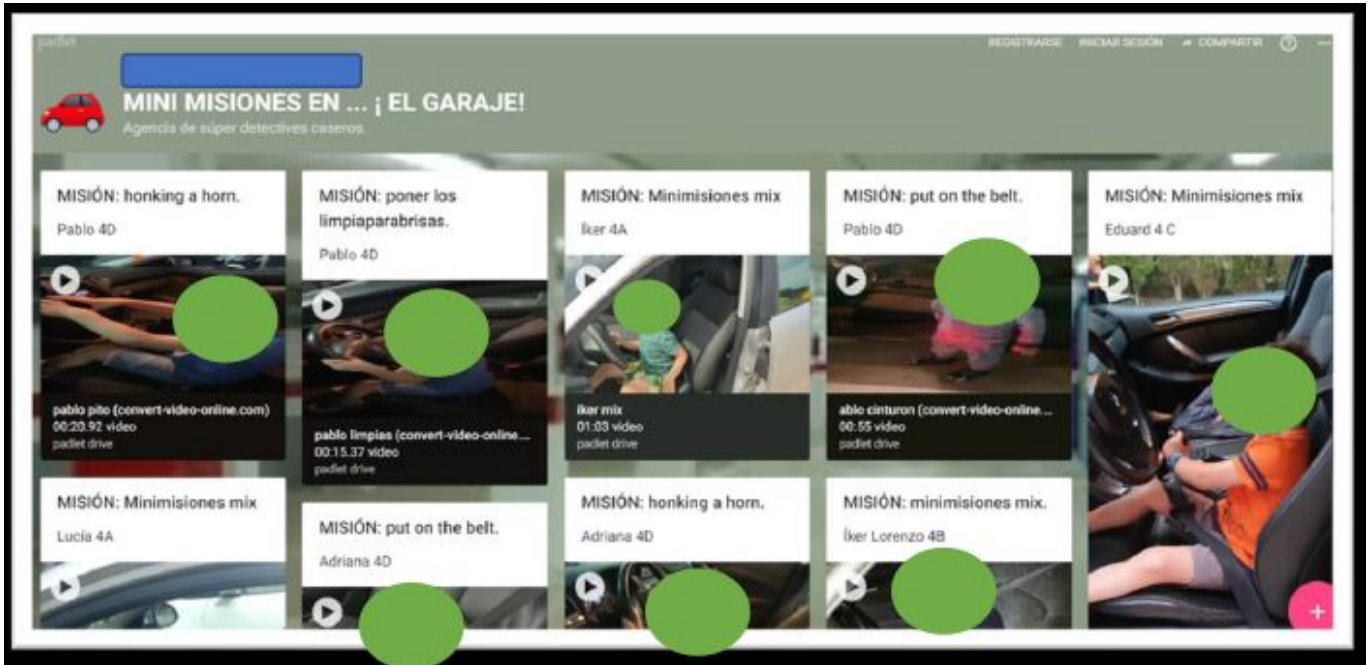 padlet
REGISTRARSE INICIAR SESIÓN COMPARTIR ? ...
MINI MISIONES EN ... ¡ EL GARAJE!
Agencia de súper detectives caseros.
MISIÓN: honking a horn.
Pablo 4D
pablo pito (convert-video-online.com)
00:20.92 video
padlet drive
MISIÓN: Minimisiones mix
Lucía 4A
MISIÓN: poner los
limpiaparabrisas.
Pablo 4D
pablo limpias (convert-video-online...
00:15.37 video
padlet drive
MISIÓN: put on the belt.
Adriana 4D
MISIÓN: Minimisiones mix
Íker 4A
íker mix
01:03 video
padlet drive
MISIÓN: honking a horn.
Adriana 4D
MISIÓN: put on the belt.
Pablo 4D
ablo cinturon (convert-video-online...
00:55 video
padlet drive
MISIÓN: minimisiones mix.
Íker Lorenzo 4B
MISIÓN: Minimisiones mix
Eduard 4 C
+